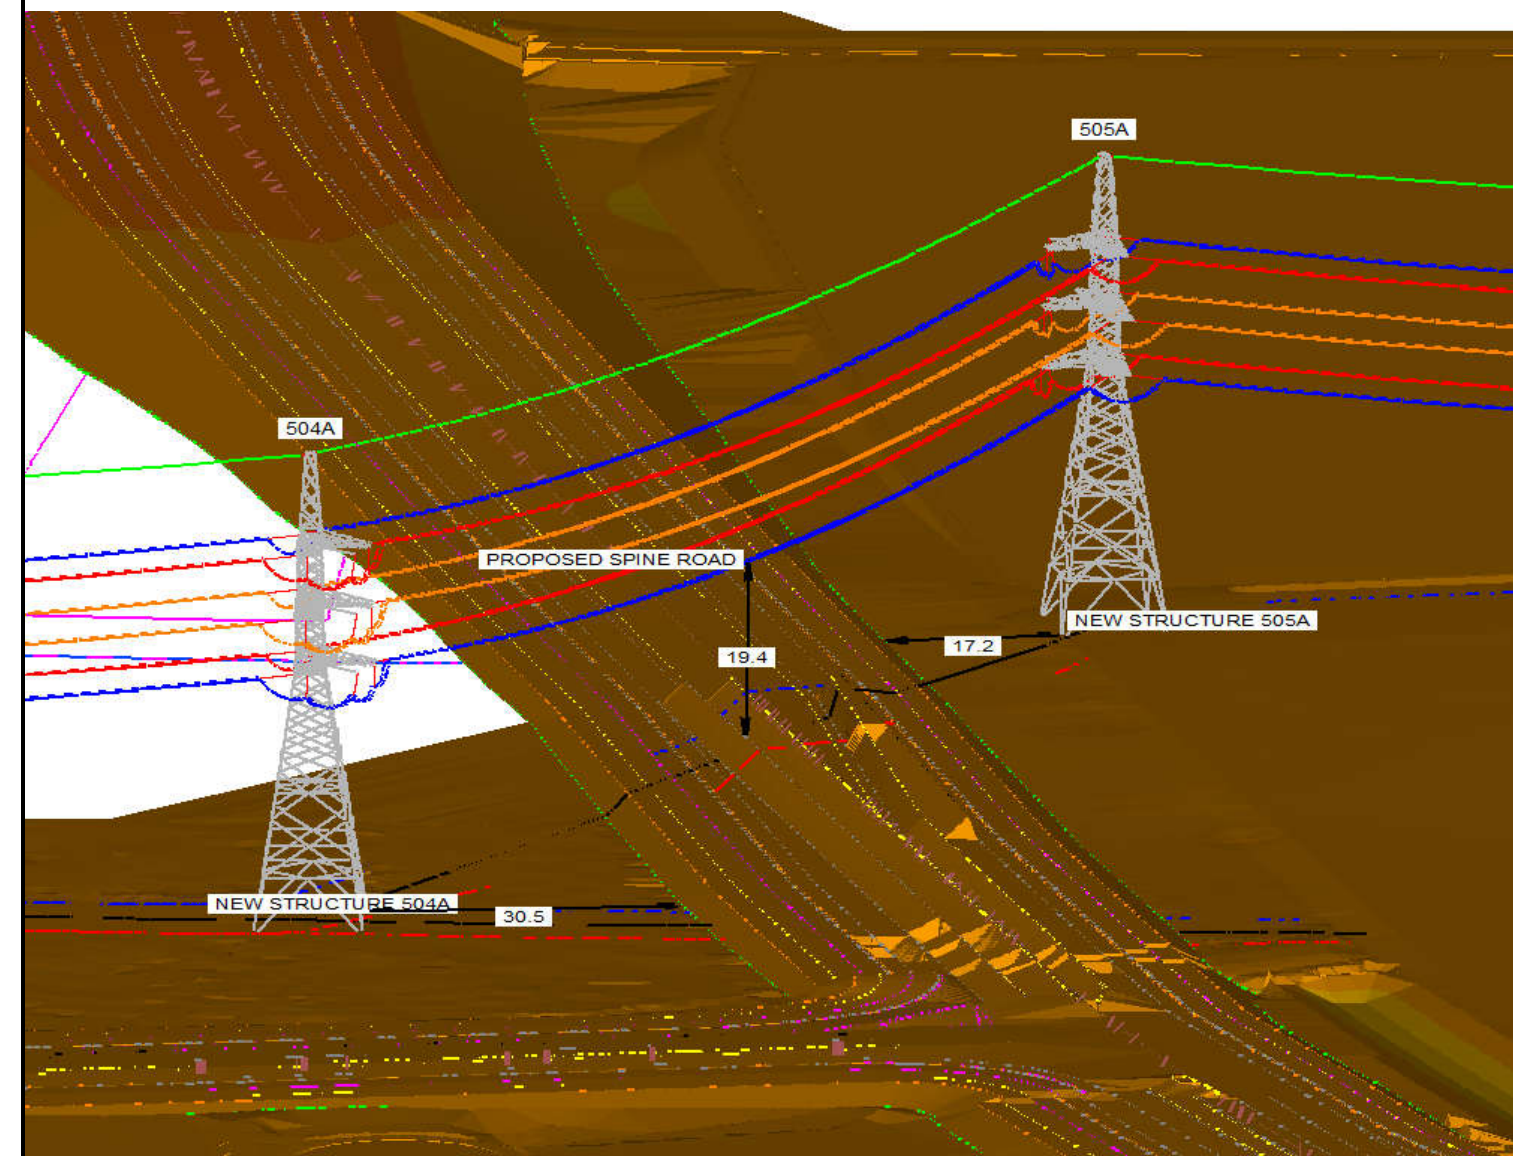 505A
504A
PROPOSED SPINE ROAD
NEW STRUCTURE 505A
17.2
19.4
NEW STRUCTURE 504A
30.5